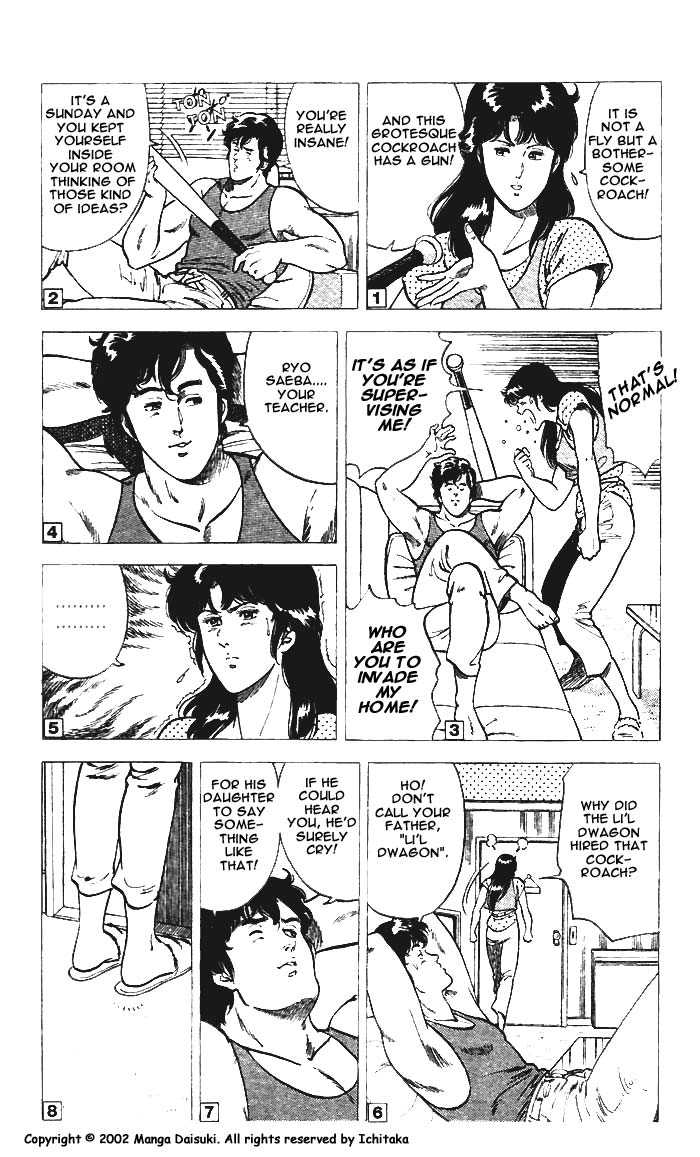 IT IS
NOT A
FLY BUT A
BOTHER-
SOME
COCK-
ROACH!
AND THIS
GROTESQUE
COCKROACH
HAS A GUN!
1
YOU'RE
REALLY
INSANE!
TON
TON
IT'S A
SUNDAY AND
YOU KEPT
YOURSELF
INSIDE
YOUR ROOM
THINKING OF
THOSE KIND
OF IDEAS?
2
THAT'S
NORMAL!
IT'S AS IF
YOU'RE
SUPER-
VISING
ME!
WHO
ARE
YOU TO
INVADE
MY
HOME!
3
RYO
SAEBA....
YOUR
TEACHER.
4
..........
.........
5
WHY DID
THE LI'L
DWAGON
HIRED THAT
COCK-
ROACH?
HO!
DON'T
CALL YOUR
FATHER,
"LI'L
DWAGON".
6
IF HE
COULD
HEAR
YOU, HE'D
SURELY
CRY!
FOR HIS
DAUGHTER
TO SAY
SOME-
THING
LIKE
THAT!
7
8
Copyright © 2002 Manga Daisuki. All rights reserved by Ichitaka